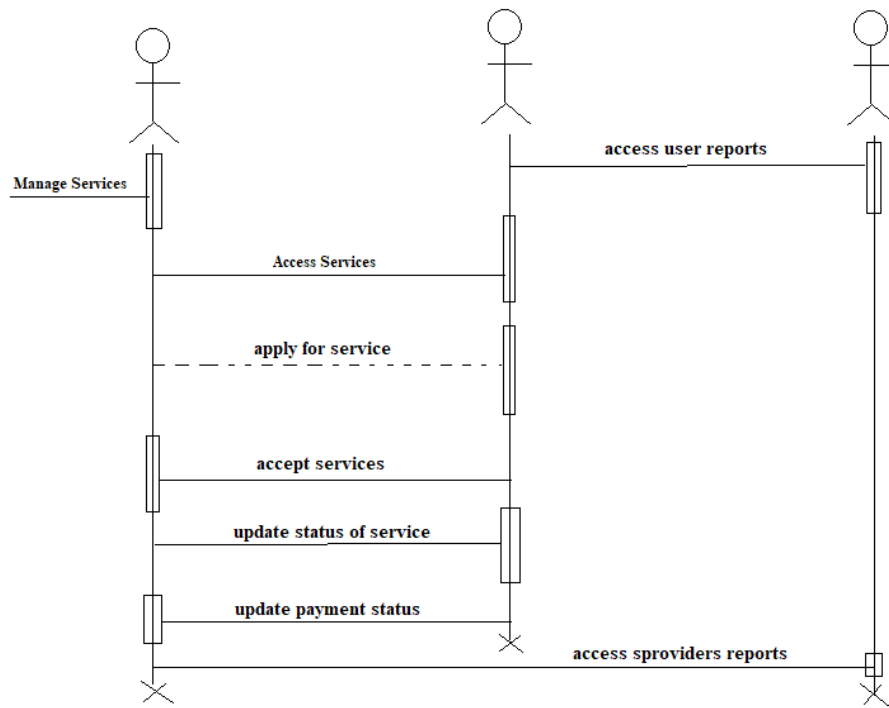 access user reports
Manage Services
Access Services
apply for service
accept services
update status of service
update payment status
access sproviders reports